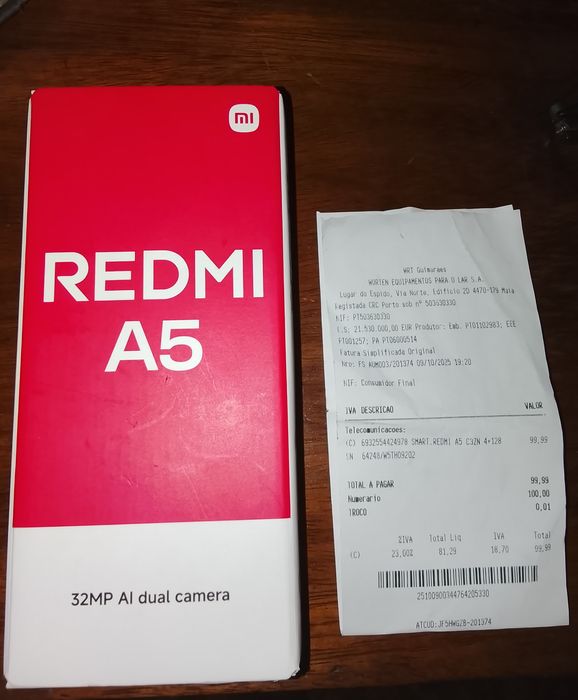 mi
REDMI
A5
32MP AI dual camera
WRT Guimaraes
WORTEN EQUIPAMENTOS PARA O LAR S.A.
Lugar do Espido, Via Norte, Edificio 2D 4470-179 Maia
Registada CRC Porto sob nº 503630330
NIF: PT503630330
C.S: 21.530.000,00 EUR Produtor: Emb. PT01102983; EEE
PT001257; PA PT06000514
Fatura Simplificada Original
Nro: FS AUM003/201374 09/10/2025 19:20
NIF: Consumidor Final
IVA DESCRICAO VALOR
Telecomunicacoes:
(C) 6932554424978 SMART.REDMI A5 C3ZN 4+128 99,99
SN 64248/W5TH09202
TOTAL A PAGAR 99,99
Numerario 100,00
TROCO 0,01
%IVA Total Liq IVA Total
(C) 23,00% 81,29 18,70 99,99
25100900344764205330
ATCUD:JF5HWGZB-201374